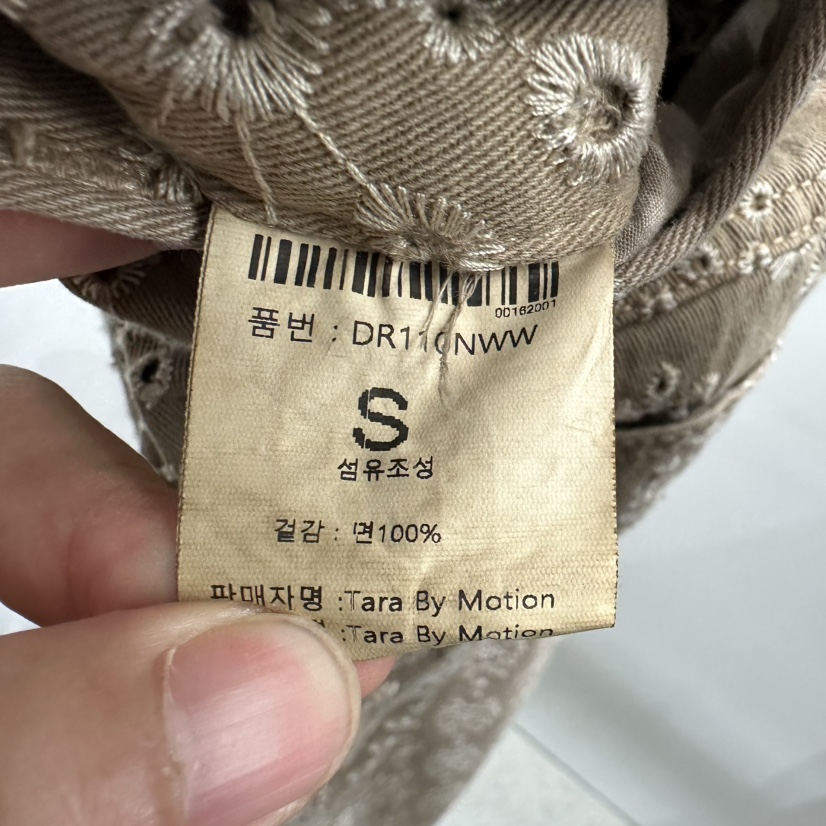 00162001
품번 : DR110NWW
S
섬유조성
겉감 : 면100%
판매자명 :Tara By Motion
:Tara By Motion